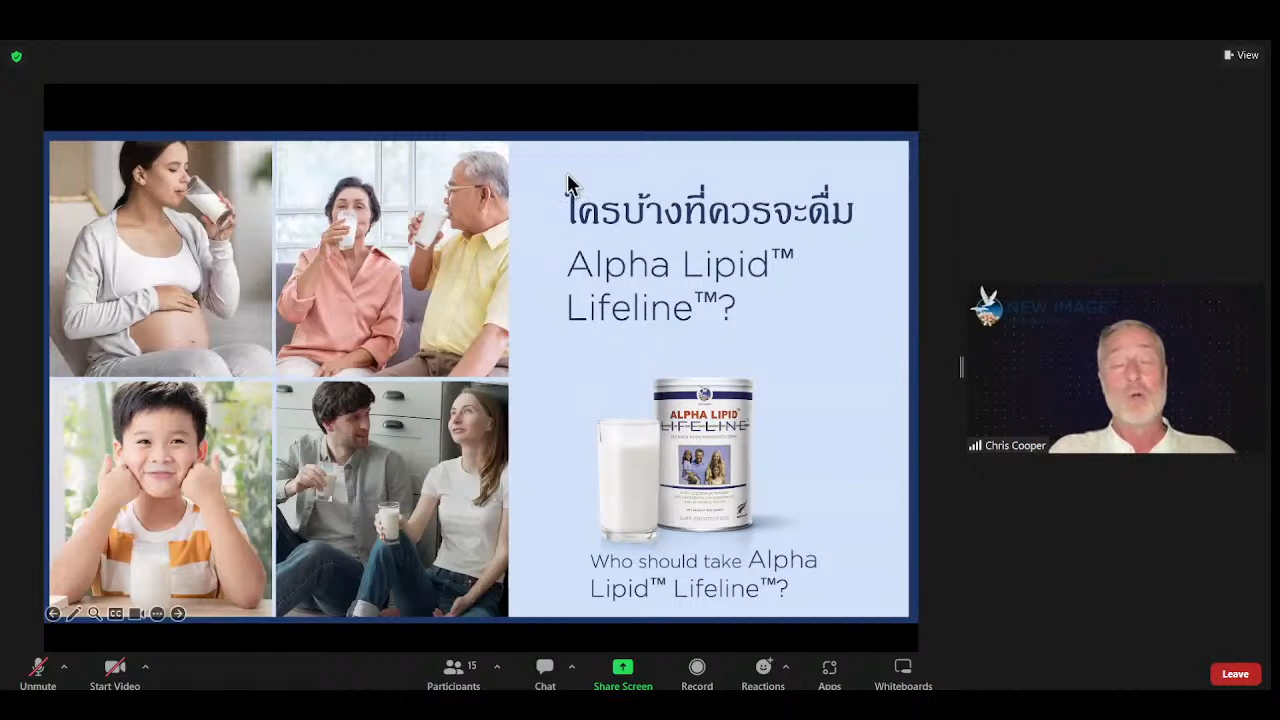 View
ใครบ้างที่ควรจะดื่ม
Alpha Lipid™
Lifeline™?
ALPHA LIPID™
LIFELINE
Who should take Alpha
Lipid™ Lifeline™?
NEW IMAGE
Chris Cooper
CC
Unmute
Start Video
15
Participants
Chat
Share Screen
Record
Reactions
Apps
Whiteboards
Leave